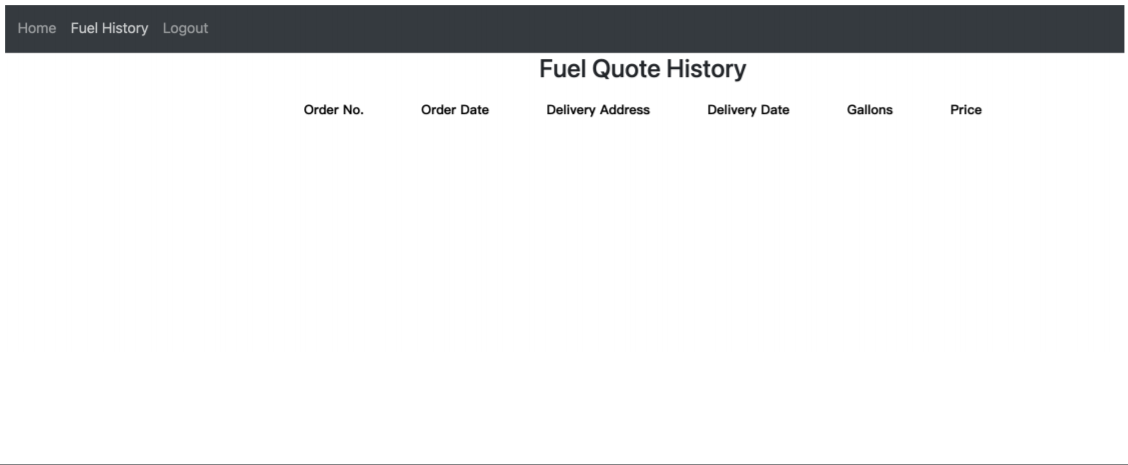 Home Fuel History Logout
Fuel Quote History
Order No. Order Date Delivery Address Delivery Date Gallons Price